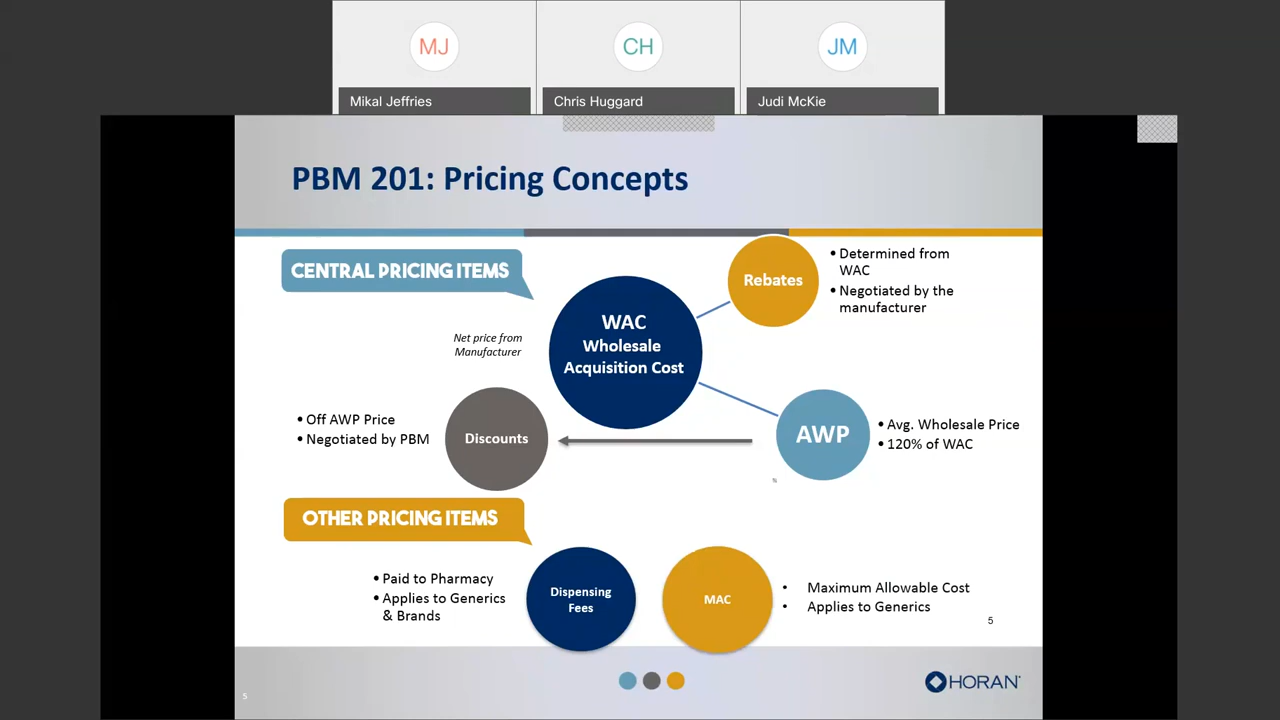 MJ
CH
JM
Mikal Jeffries
Chris Huggard
Judi McKie
PBM 201: Pricing Concepts
CENTRAL PRICING ITEMS
Net price from
Manufacturer
WAC
Wholesale
Acquisition Cost
Rebates
• Determined from
WAC
• Negotiated by the
manufacturer
• Off AWP Price
• Negotiated by PBM
Discounts
AWP
• Avg. Wholesale Price
• 120% of WAC
OTHER PRICING ITEMS
• Paid to Pharmacy
• Applies to Generics
& Brands
Dispensing
Fees
MAC
• Maximum Allowable Cost
• Applies to Generics
5
5
HORAN